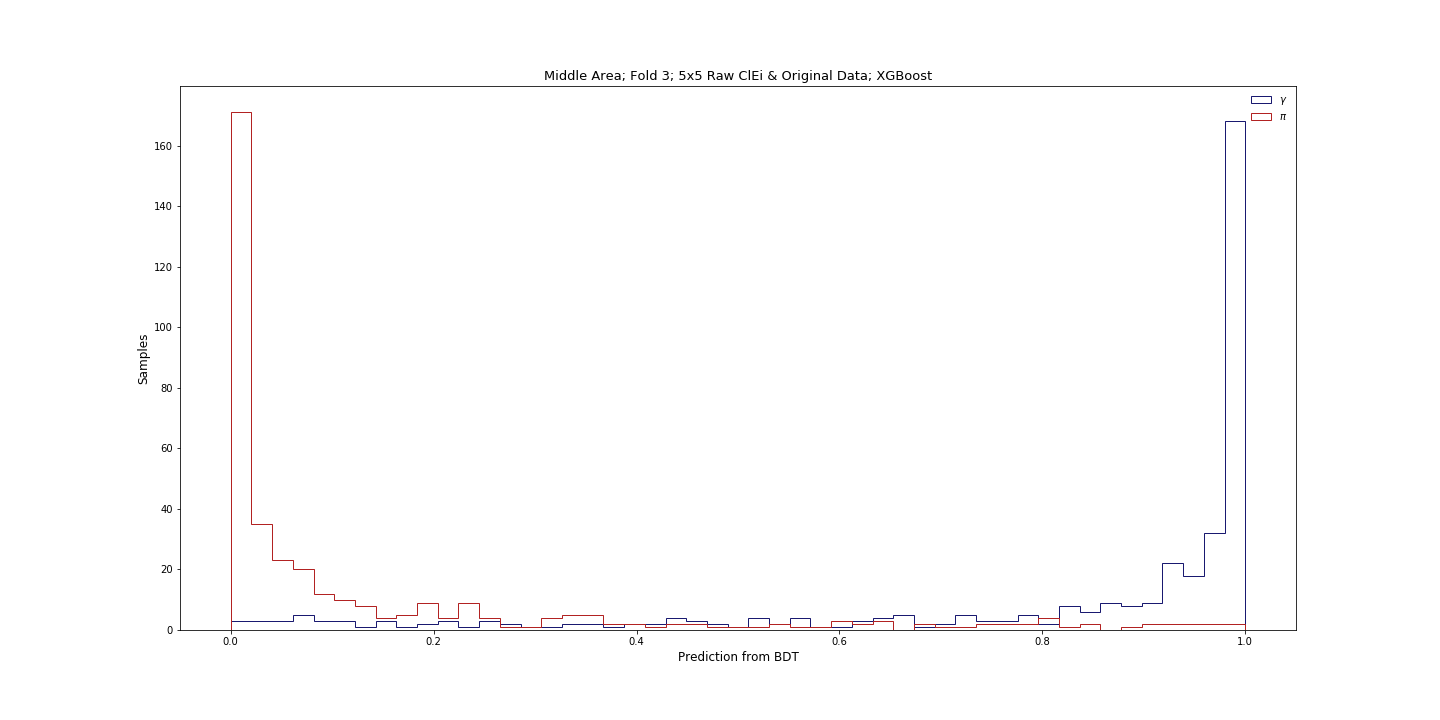 Middle Area; Fold 3; 5x5 Raw ClEi & Original Data; XGBoost
γ
π
160
140
120
100
80
60
40
20
0
Samples
0.0 0.2 0.4 0.6 0.8 1.0
Prediction from BDT